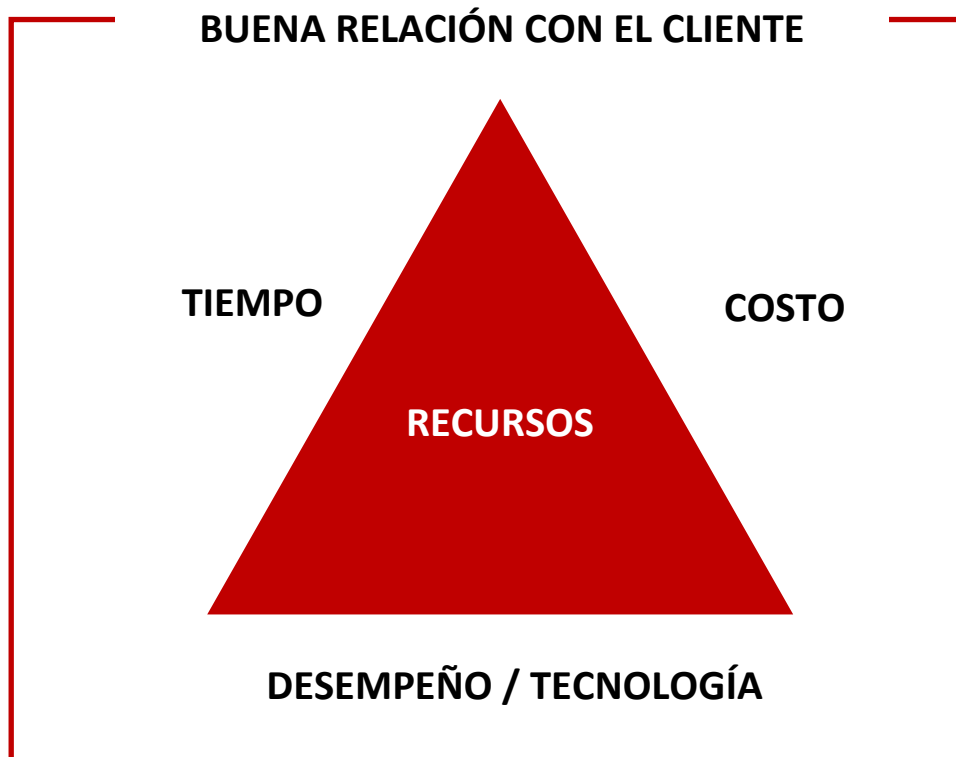 BUENA RELACIÓN CON EL CLIENTE
TIEMPO
COSTO
RECURSOS
DESEMPEÑO / TECNOLOGÍA